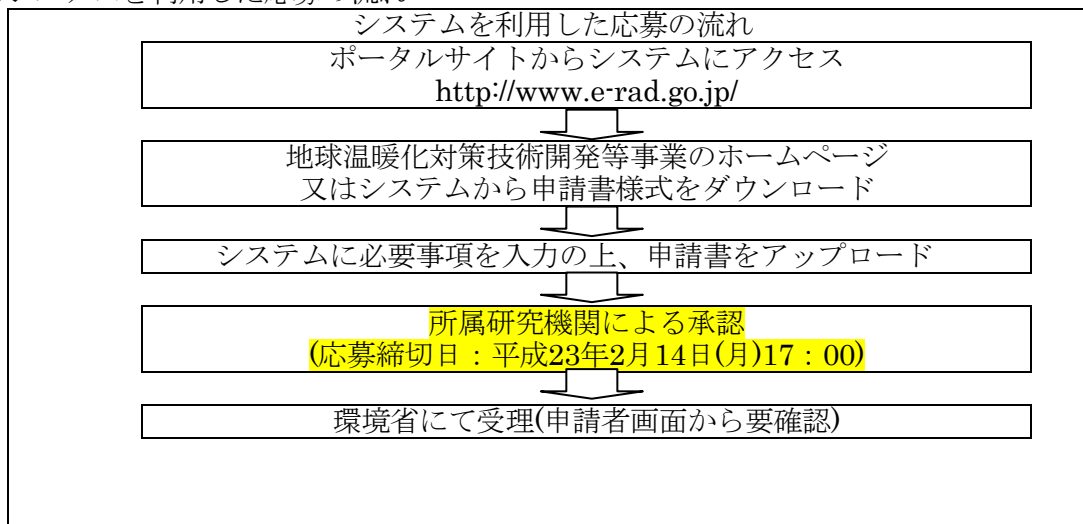 システムを利用した応募の流れ
ポータルサイトからシステムにアクセス
http://www.e-rad.go.jp/
地球温暖化対策技術開発等事業のホームページ
又はシステムから申請書様式をダウンロード
システムに必要事項を入力の上、申請書をアップロード
所属研究機関による承認
(応募締切日：平成23年2月14日(月)17：00)
環境省にて受理(申請者画面から要確認)